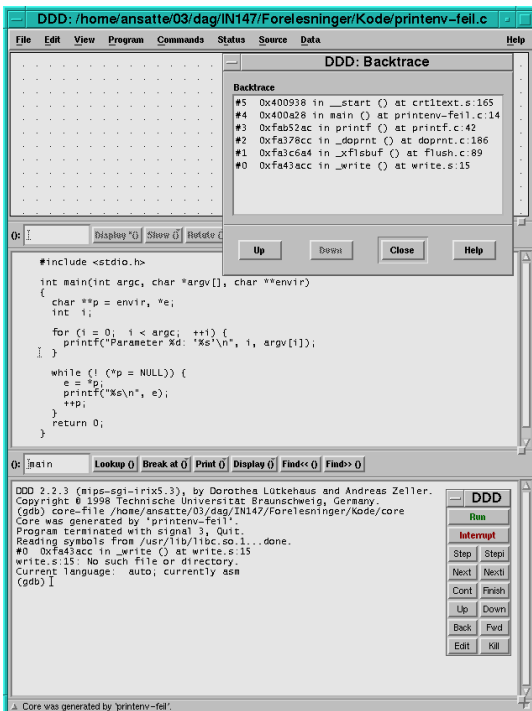 DDD: /home/ansatte/03/dag/IN147/Forelesninger/Kode/printenv-feil.c
File Edit View Program Commands Status Source Data Help
DDD: Backtrace
Backtrace
#5 0x400938 in __start () at crt1text.s:165
#4 0x400a28 in main () at printenv-feil.c:14
#3 0xfab52ac in printf () at printf.c:42
#2 0xfa378cc in _doprnt () at doprnt.c:186
#1 0xfa3c6a4 in _xflsbuf () at flush.c:89
#0 0xfa43acc in _write () at write.s:15
Up Down Close Help
(): Display *() Show () Rotate ()
#include <stdio.h>
int main(int argc, char *argv[], char **envir)
{
char **p = envir, *e;
int i;
for (i = 0; i < argc; ++i) {
printf("Parameter %d: '%s'\n", i, argv[i]);
}
while (! (*p = NULL)) {
e = *p;
printf("%s\n", e);
++p;
}
return 0;
}
(): main Lookup () Break at () Print () Display () Find<< () Find>> ()
DDD 2.2.3 (mips-sgi-irix5.3), by Dorothea Lütkehaus and Andreas Zeller.
Copyright © 1998 Technische Universität Braunschweig, Germany.
(gdb) core-file /home/ansatte/03/dag/IN147/Forelesninger/Kode/core
Core was generated by 'printenv-feil'.
Program terminated with signal 3, Quit.
Reading symbols from /usr/lib/libc.so.1...done.
#0 0xfa43acc in _write () at write.s:15
write.s:15: No such file or directory.
Current language: auto; currently asm
(gdb)
DDD
Run
Interrupt
Step Stepi
Next Nexti
Cont Finish
Up Down
Back Fwd
Edit Kill
Core was generated by 'printenv-feil'.